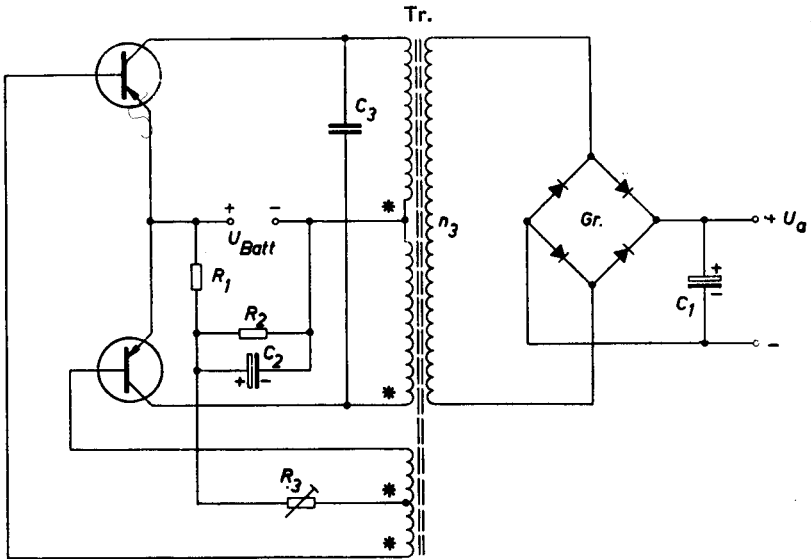 Tr.
C3
+ -
UBatt
*
n3
Gr.
+ Ua
R1
+
C1
-
R2
C2
+ -
*
-
R3
*
*